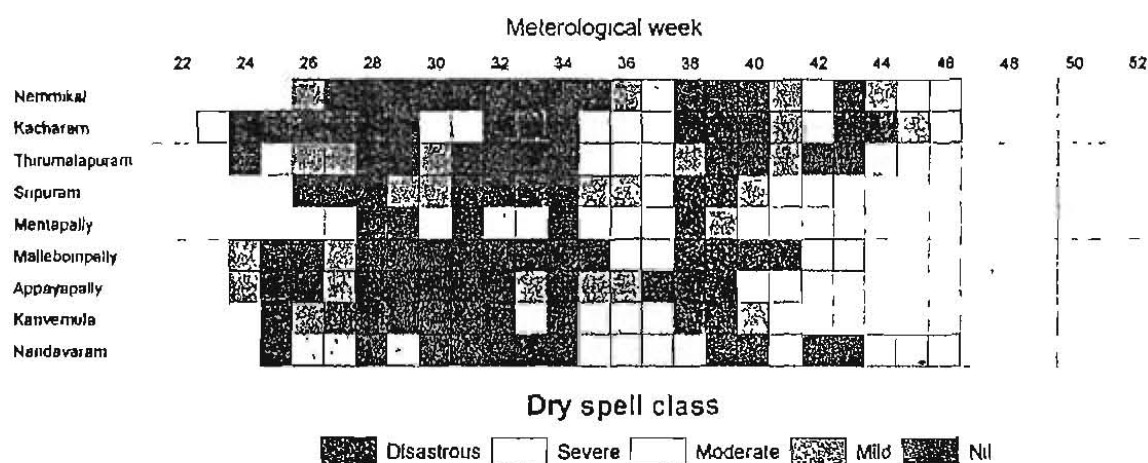 Meterological week
22 24 26 28 30 32 34 36 38 40 42 44 46 48 50 52
Nemmikal
Kacharam
Thirumalapuram
Sripuram
Mentapally
Malleboinpally
Appayapally
Kanvemula
Nandavaram
Dry spell class
Disastrous Severe Moderate Mild Nil